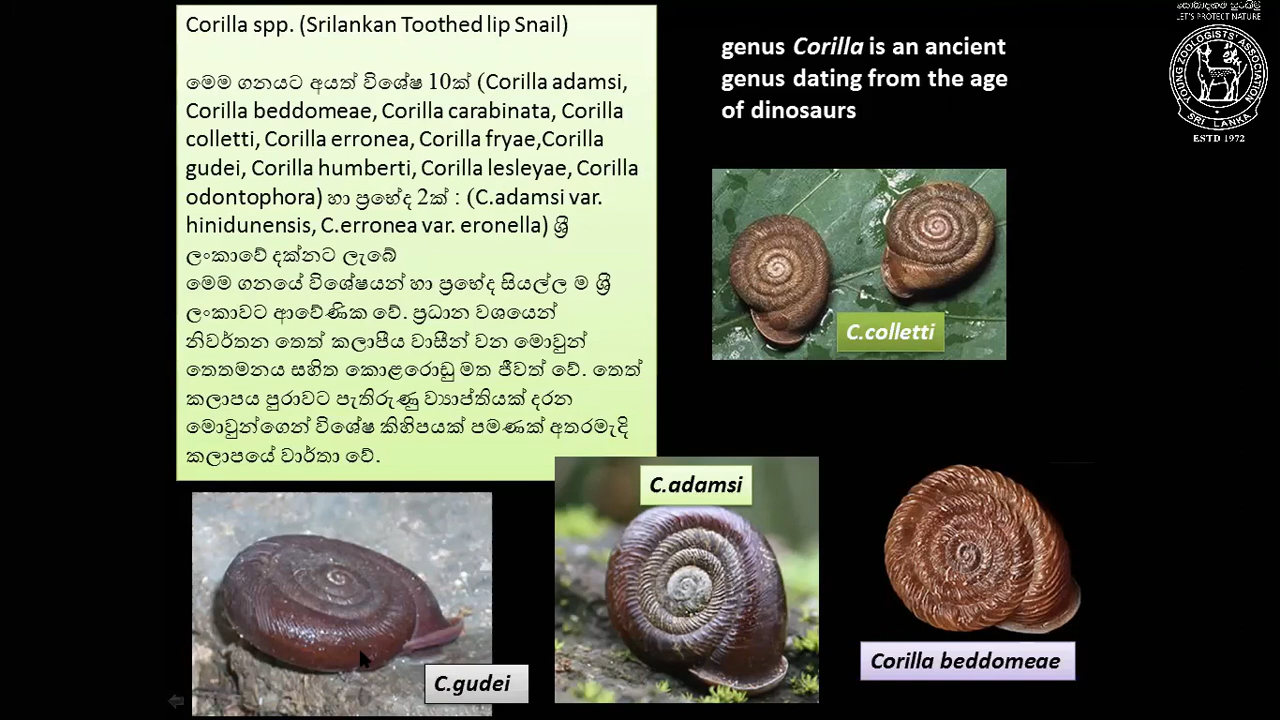 Corilla spp. (Srilankan Toothed lip Snail)
මෙම ගනයට අයත් විශේෂ 10ක් (Corilla adamsi,
Corilla beddomeae, Corilla carabinata, Corilla
colletti, Corilla erronea, Corilla fryae,Corilla
gudei, Corilla humberti, Corilla lesleyae, Corilla
odontophora) හා ප්‍රභේද 2ක් : (C.adamsi var.
hinidunensis, C.erronea var. eronella) ශ්‍රී
ලංකාවේ දක්නට ලැබේ
මෙම ගනයේ විශේෂයන් හා ප්‍රභේද සියල්ල ම ශ්‍රී
ලංකාවට ආවේණික වේ. ප්‍රධාන වශයෙන්
නිවර්තන තෙත් කලාපීය වාසීන් වන මොවුන්
තෙතමනය සහිත කොළරොඩු මත ජීවත් වේ. තෙත්
කලාපය පුරාවට පැතිරුණු ව්‍යාප්තියක් දරන
මොවුන්ගෙන් විශේෂ කිහිපයක් පමණක් අතරමැදි
කලාපයේ වාර්තා වේ.
genus Corilla is an ancient
genus dating from the age
of dinosaurs
LET'S PROTECT NATURE
YOUNG ZOOLOGISTS' ASSOCIATION
SRI LANKA
ESTD 1972
C.colletti
C.adamsi
C.gudei
Corilla beddomeae